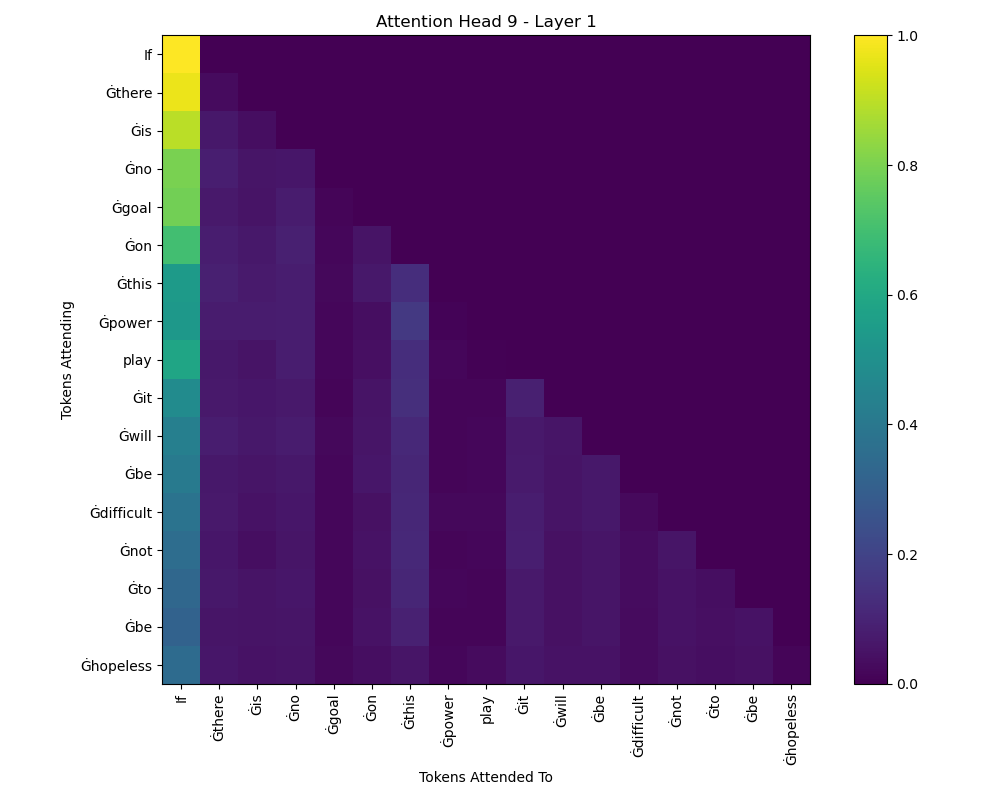 Attention Head 9 - Layer 1
Tokens Attending
If
Ġthere
Ġis
Ġno
Ġgoal
Ġon
Ġthis
Ġpower
play
Ġit
Ġwill
Ġbe
Ġdifficult
Ġnot
Ġto
Ġbe
Ġhopeless
If
Ġthere
Ġis
Ġno
Ġgoal
Ġon
Ġthis
Ġpower
play
Ġit
Ġwill
Ġbe
Ġdifficult
Ġnot
Ġto
Ġbe
Ġhopeless
Tokens Attended To
1.0
0.8
0.6
0.4
0.2
0.0